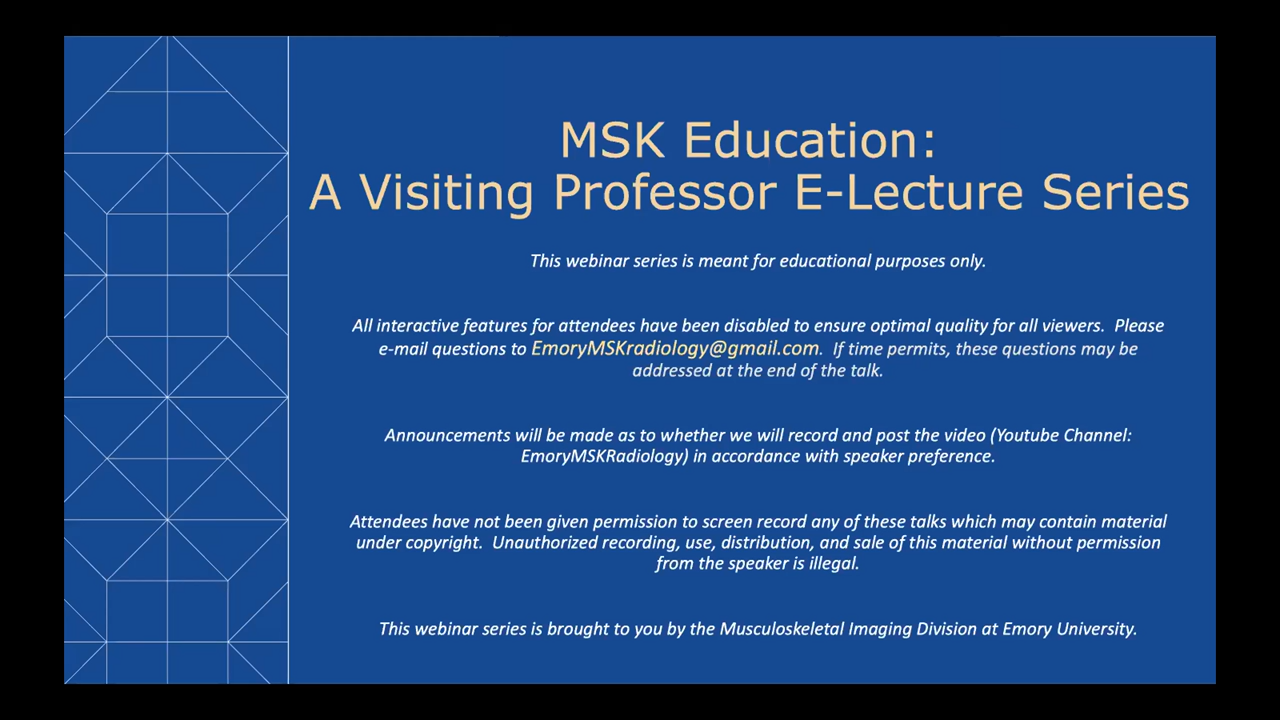 MSK Education:
A Visiting Professor E-Lecture Series
This webinar series is meant for educational purposes only.
All interactive features for attendees have been disabled to ensure optimal quality for all viewers.  Please
e-mail questions to EmoryMSKradiology@gmail.com.  If time permits, these questions may be
addressed at the end of the talk.
Announcements will be made as to whether we will record and post the video (Youtube Channel:
EmoryMSKRadiology) in accordance with speaker preference.
Attendees have not been given permission to screen record any of these talks which may contain material
under copyright.  Unauthorized recording, use, distribution, and sale of this material without permission
from the speaker is illegal.
This webinar series is brought to you by the Musculoskeletal Imaging Division at Emory University.